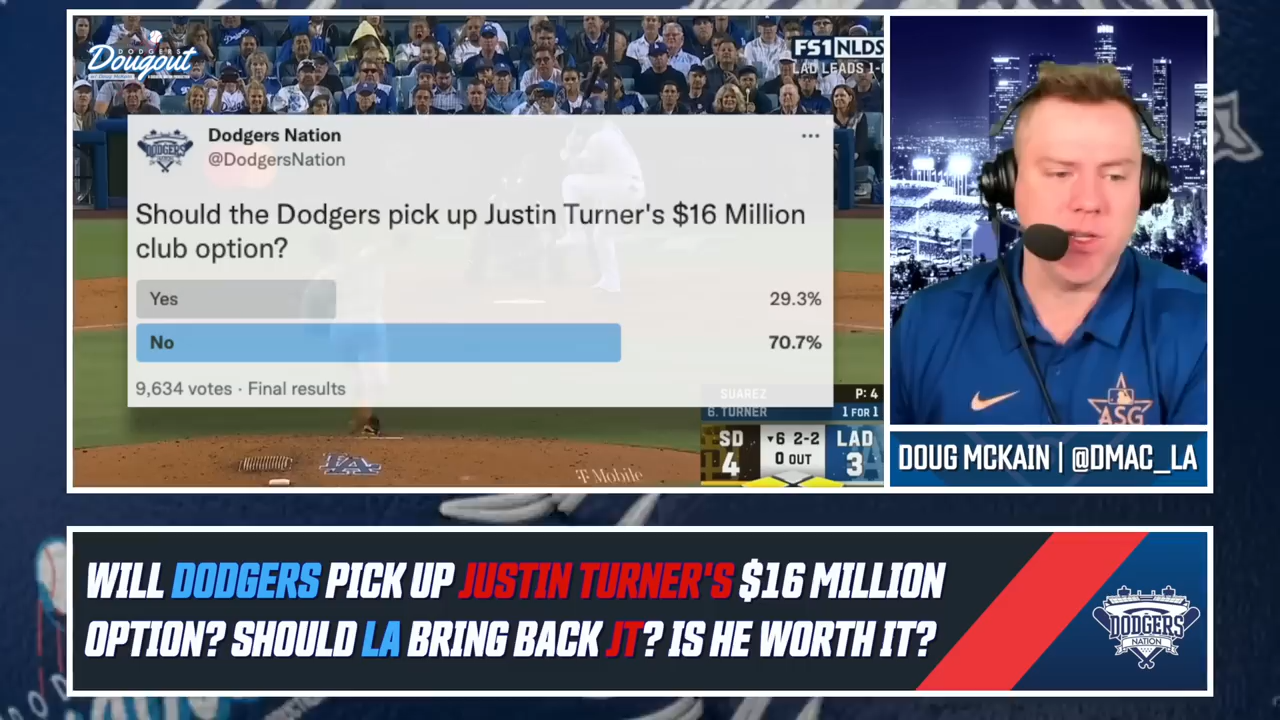 DODGERS
Dougout
FS1 NLDS
LAD LEADS 1-
Dodgers Nation
@DodgersNation
Should the Dodgers pick up Justin Turner's $16 Million
club option?
Yes 29.3%
No 70.7%
9,634 votes · Final results
SUAREZ P: 4
6. TURNER 1 FOR 1
SD ▾6 2-2 LAD
4 0 OUT 3
LA
T Mobile
ASG
DOUG MCKAIN | @DMAC_LA
WILL DODGERS PICK UP JUSTIN TURNER'S $16 MILLION
OPTION? SHOULD LA BRING BACK JT? IS HE WORTH IT?
DODGERS
NATION